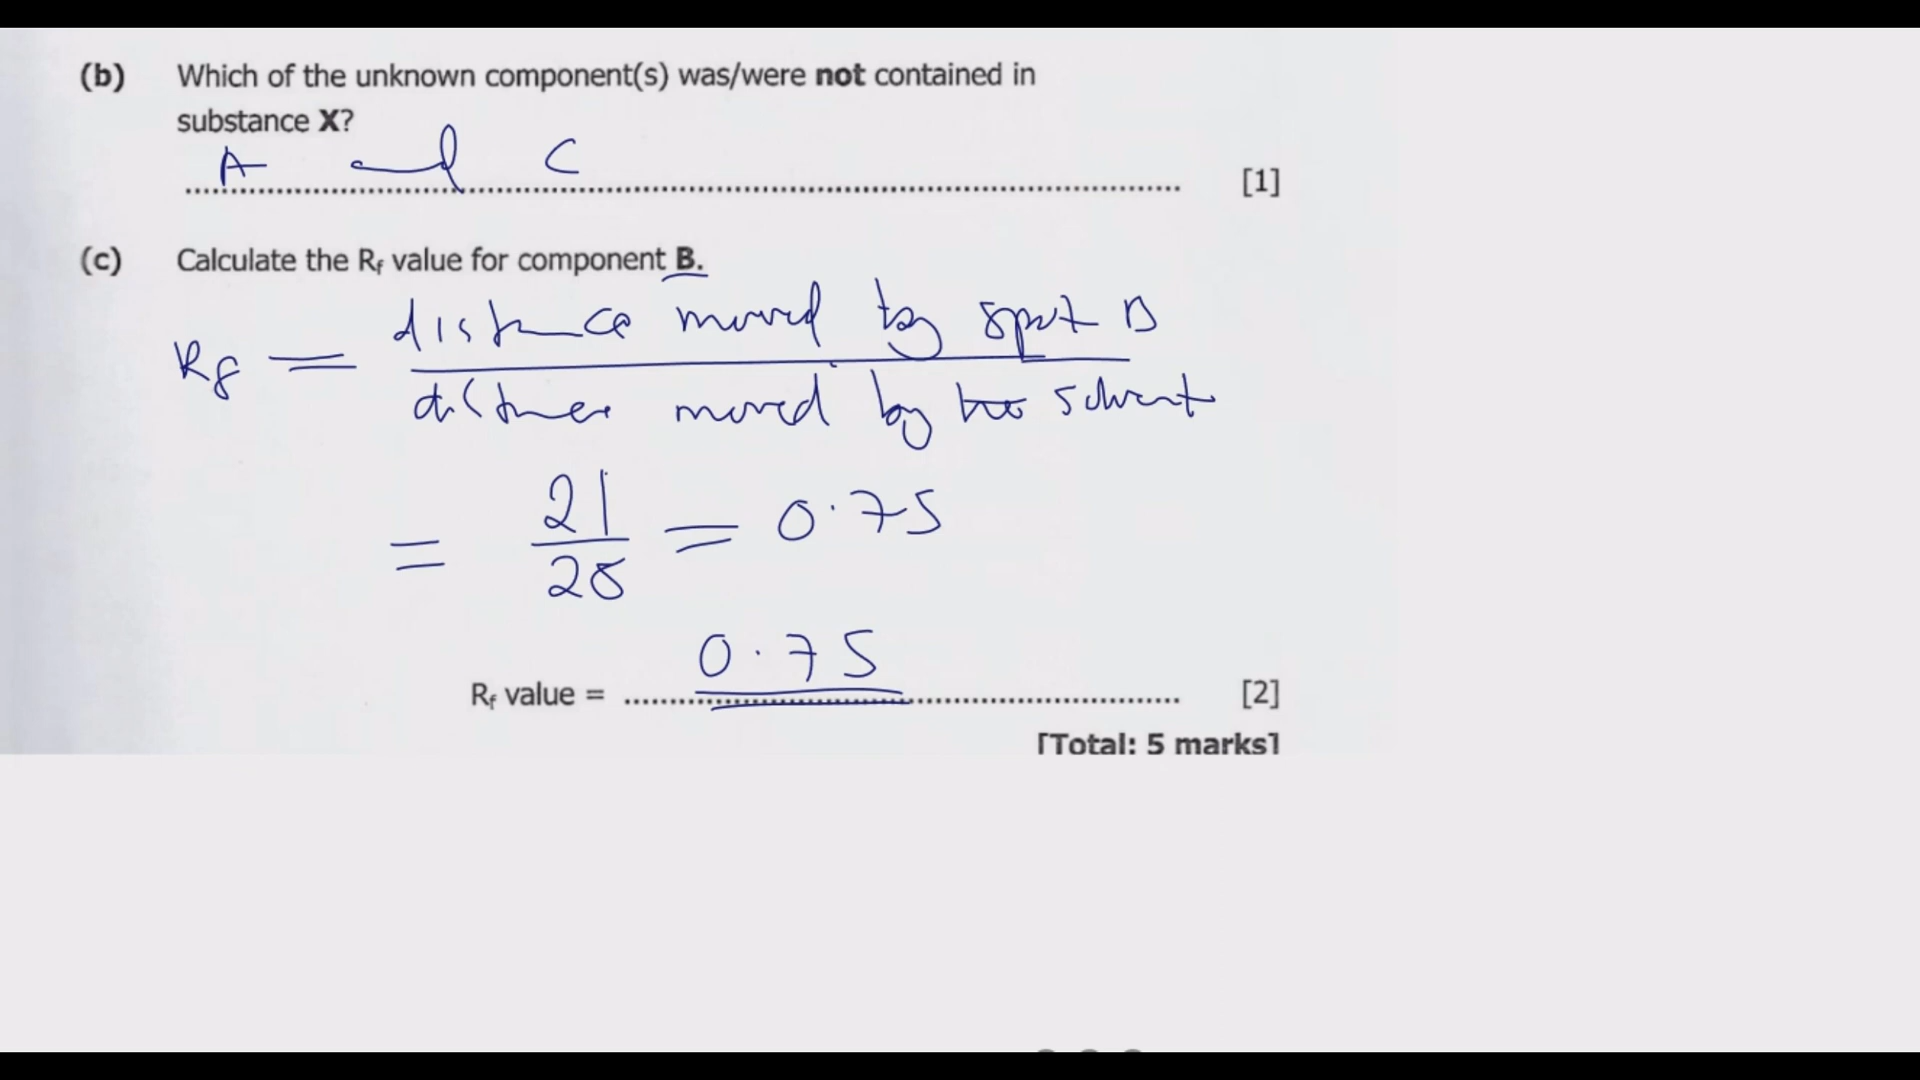 (b) Which of the unknown component(s) was/were not contained in
substance X?
A and C
[1]
(c) Calculate the Rf value for component B.
Rf = distance moved by spot B
distance moved by the solvent
= 21/28 = 0.75
0.75
Rf value = [2]
[Total: 5 marks]